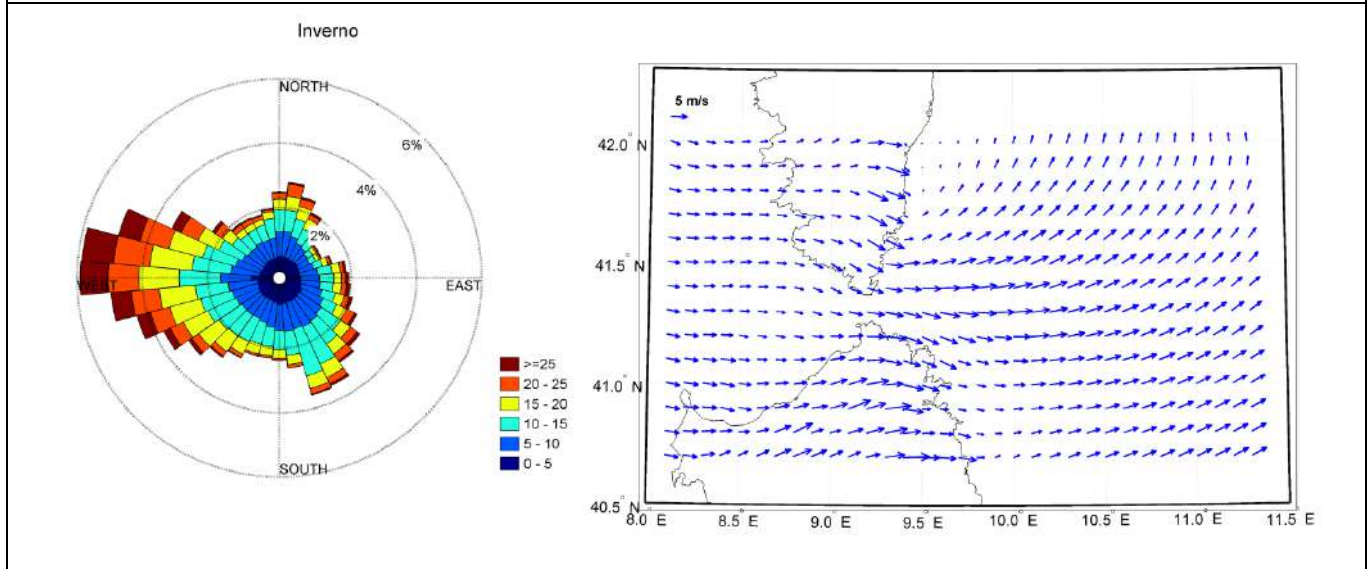 Inverno
NORTH
6%
4%
2%
WEST
EAST
SOUTH
>=25
20 - 25
15 - 20
10 - 15
5 - 10
0 - 5
5 m/s
42.0° N
41.5° N
41.0° N
40.5° N
8.0° E
8.5° E
9.0° E
9.5° E
10.0° E
10.5° E
11.0° E
11.5° E